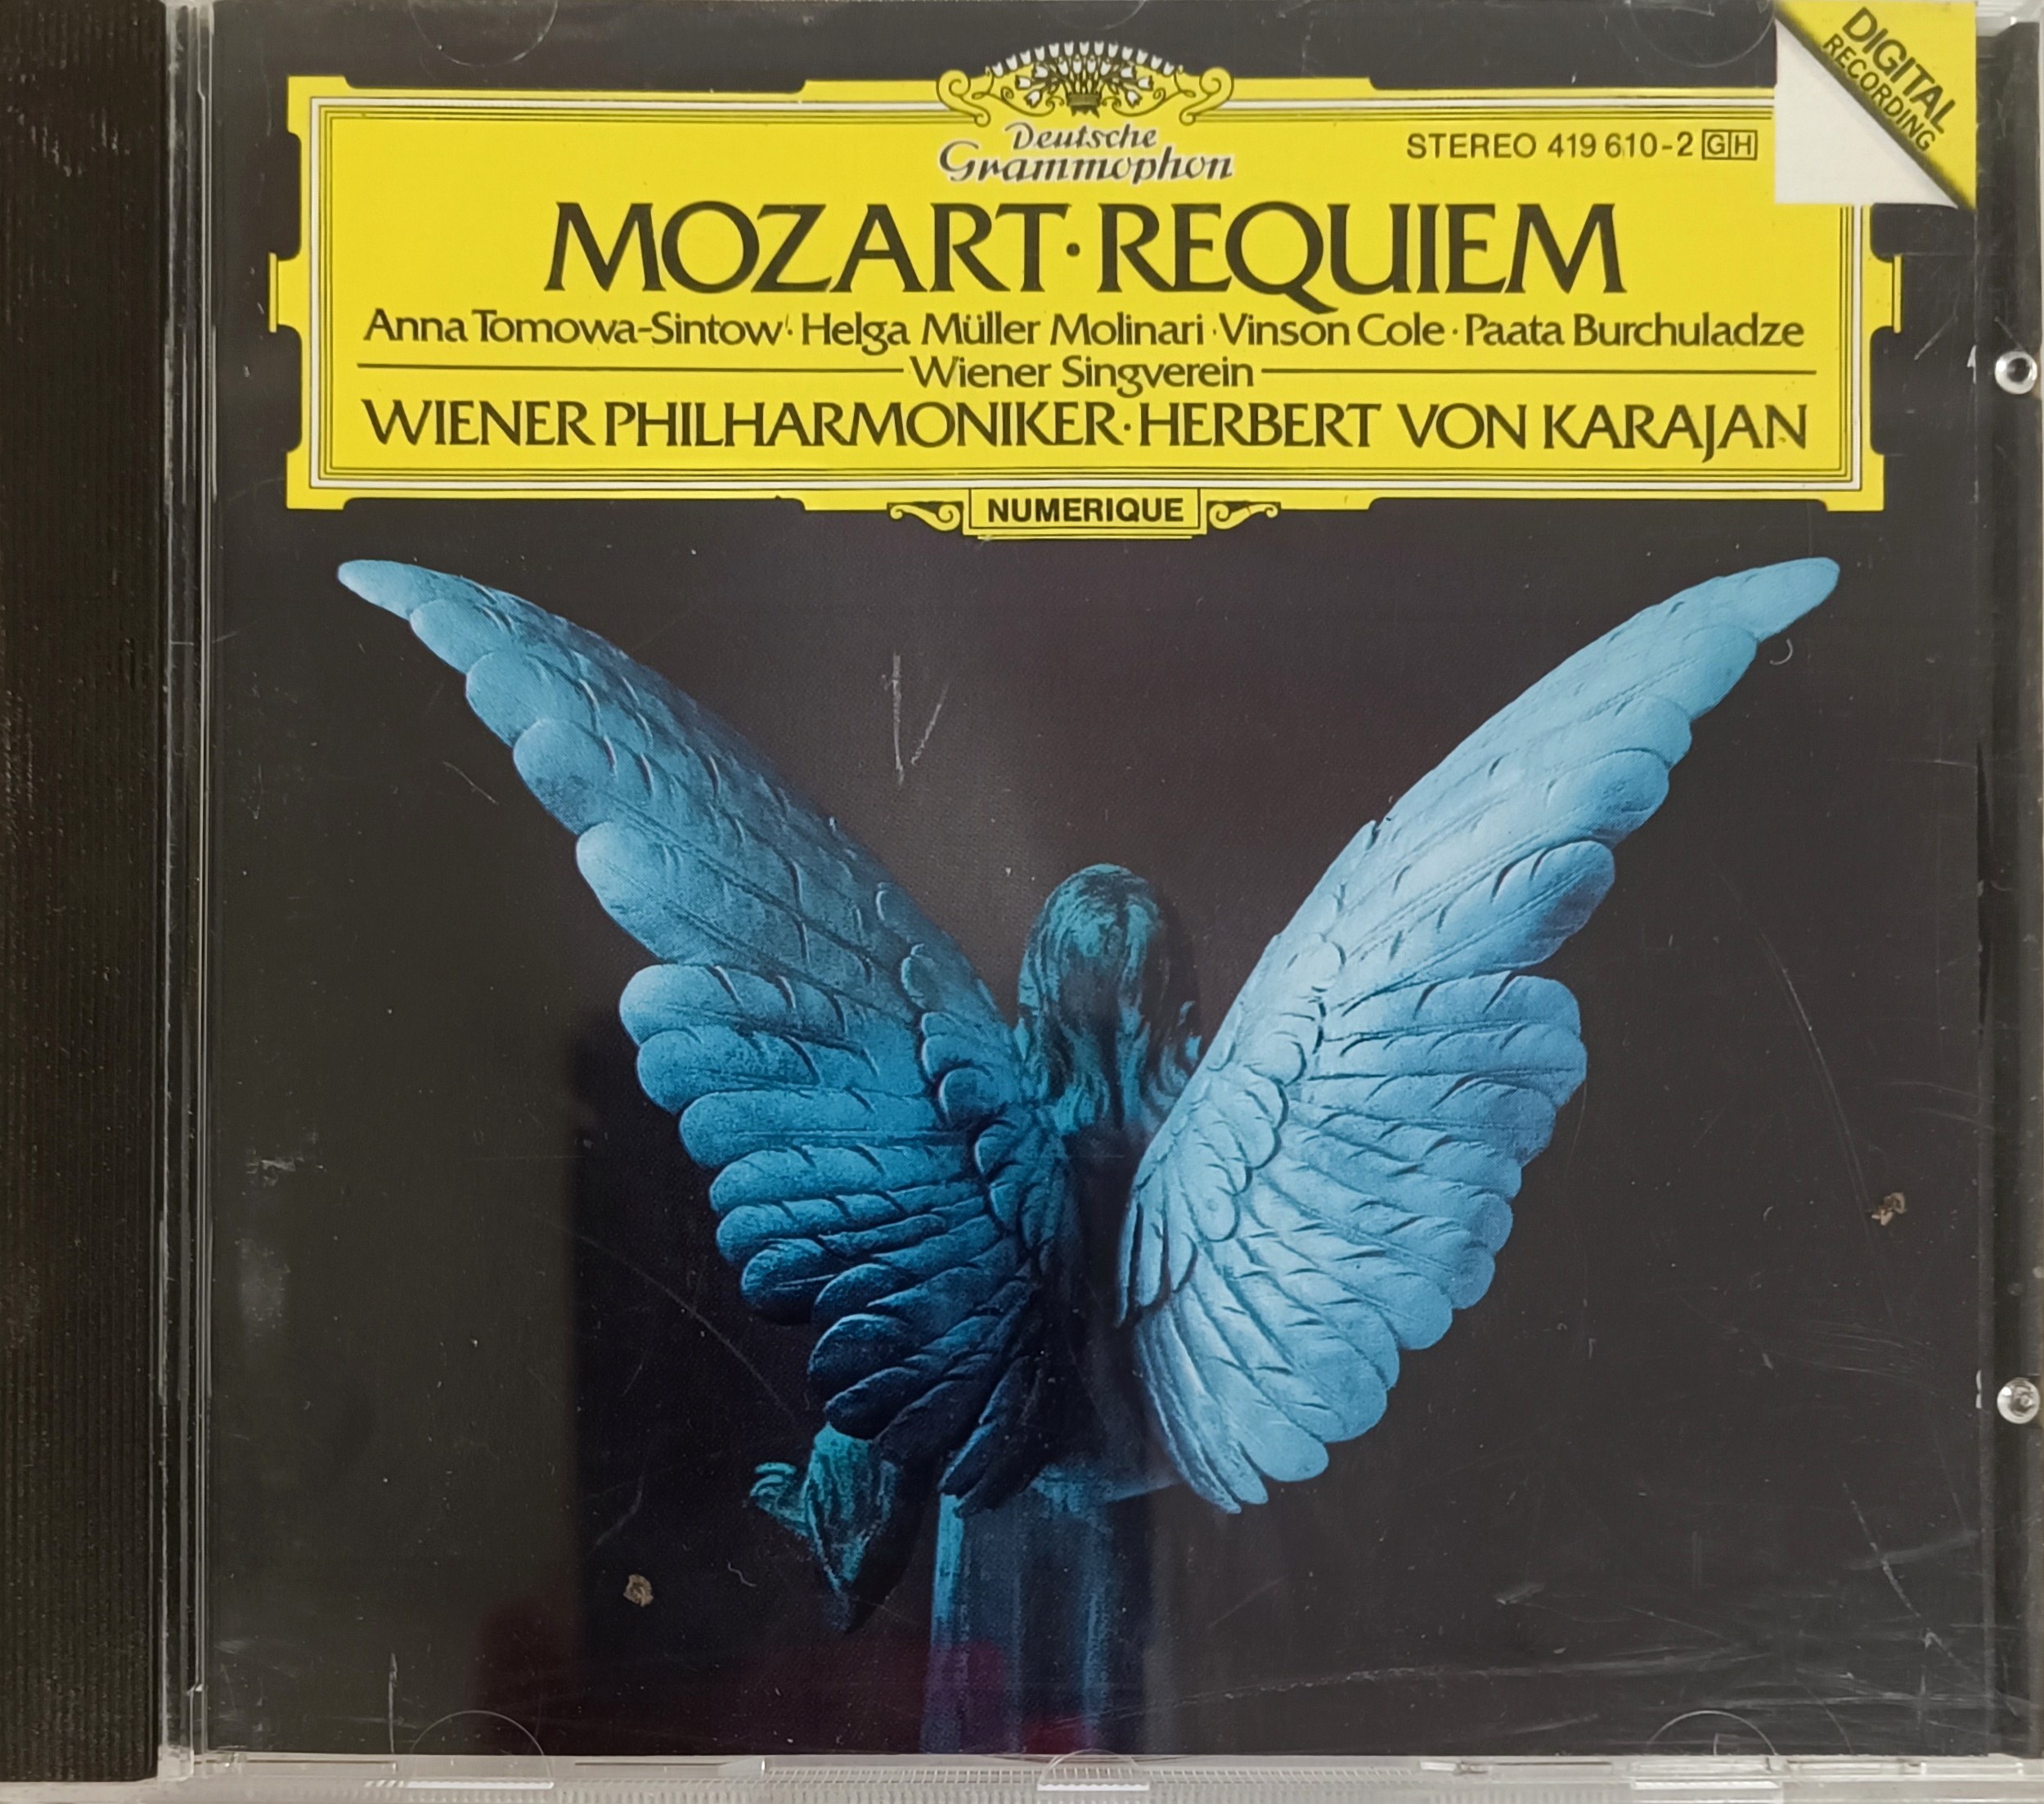 DIGITAL
RECORDING
Deutsche
Grammophon
STEREO 419 610-2 GH
MOZART·REQUIEM
Anna Tomowa-Sintow · Helga Müller Molinari · Vinson Cole · Paata Burchuladze
Wiener Singverein
WIENER PHILHARMONIKER·HERBERT VON KARAJAN
NUMERIQUE